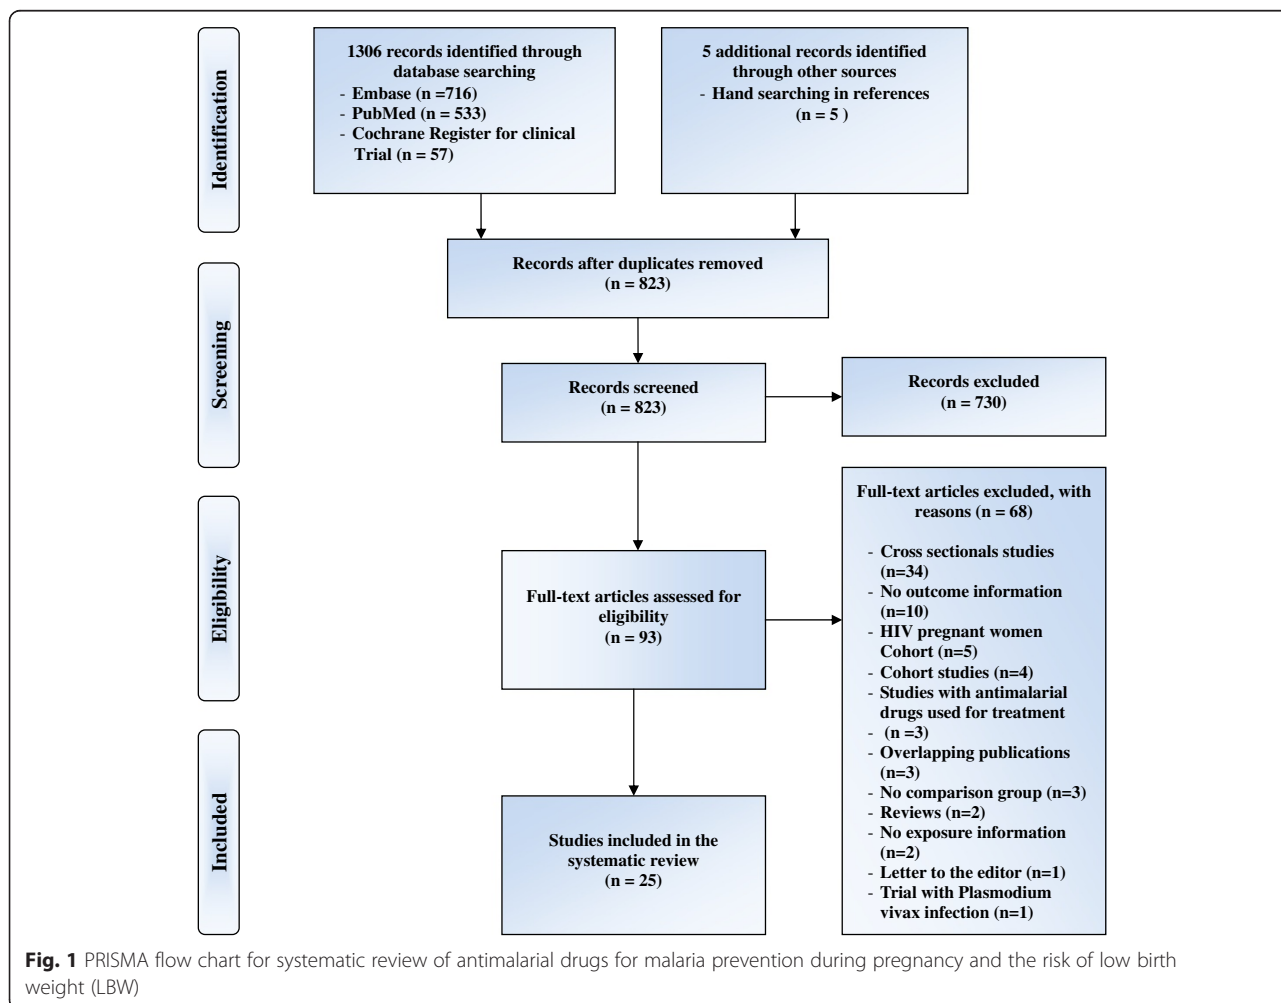 Identification
1306 records identified through
database searching
- Embase (n =716)
- PubMed (n = 533)
- Cochrane Register for clinical
Trial (n = 57)
5 additional records identified
through other sources
- Hand searching in references
(n = 5 )
Screening
Records after duplicates removed
(n = 823)
Records screened
(n = 823)
Records excluded
(n = 730)
Eligibility
Full-text articles assessed for
eligibility
(n = 93)
Full-text articles excluded, with
reasons (n = 68)
- Cross sectionals studies
(n=34)
- No outcome information
(n=10)
- HIV pregnant women
Cohort (n=5)
- Cohort studies (n=4)
- Studies with antimalarial
drugs used for treatment
- (n =3)
- Overlapping publications
(n=3)
- No comparison group (n=3)
- Reviews (n=2)
- No exposure information
(n=2)
- Letter to the editor (n=1)
- Trial with Plasmodium
vivax infection (n=1)
Included
Studies included in the
systematic review
(n = 25)
Fig. 1 PRISMA flow chart for systematic review of antimalarial drugs for malaria prevention during pregnancy and the risk of low birth
weight (LBW)